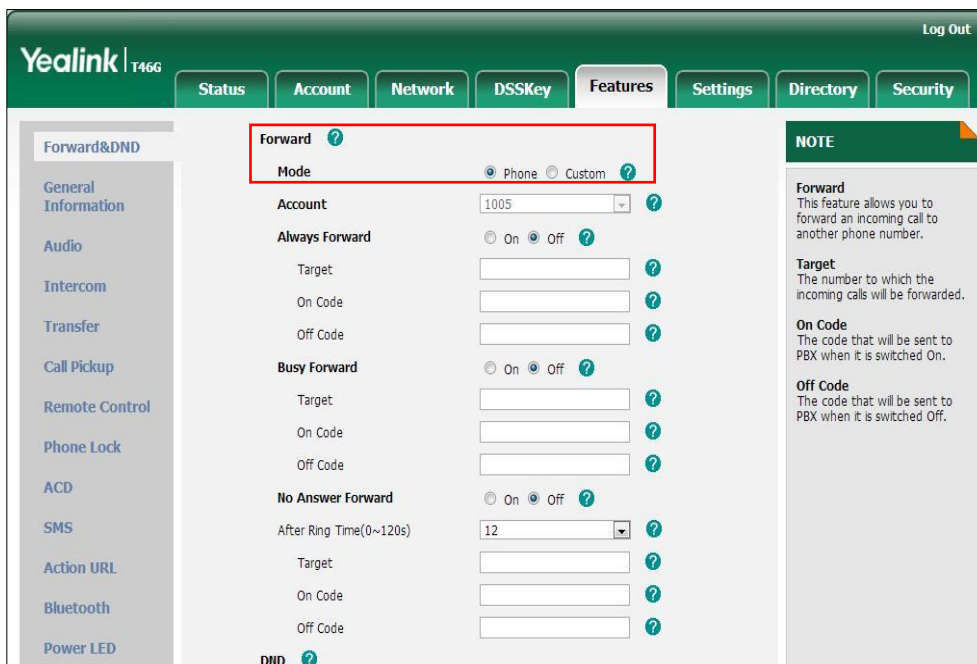 Log Out
Yealink T46G
Status Account Network DSSKey Features Settings Directory Security
Forward&DND
General
Information
Audio
Intercom
Transfer
Call Pickup
Remote Control
Phone Lock
ACD
SMS
Action URL
Bluetooth
Power LED
Forward ?
Mode Phone Custom ?
Account 1005 ?
Always Forward On Off ?
Target ?
On Code ?
Off Code ?
Busy Forward On Off ?
Target ?
On Code ?
Off Code ?
No Answer Forward On Off ?
After Ring Time(0~120s) 12 ?
Target ?
On Code ?
Off Code ?
DND ?
NOTE
Forward
This feature allows you to
forward an incoming call to
another phone number.
Target
The number to which the
incoming calls will be forwarded.
On Code
The code that will be sent to
PBX when it is switched On.
Off Code
The code that will be sent to
PBX when it is switched Off.